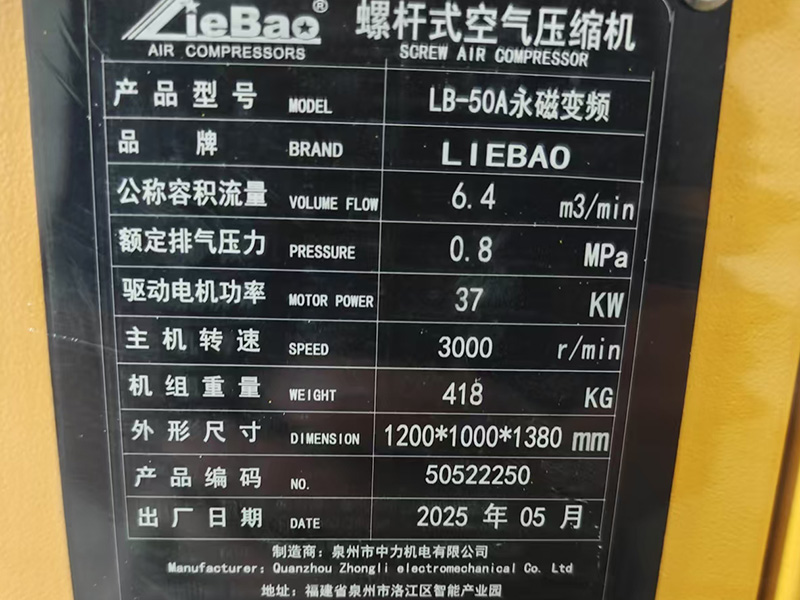 LieBao® 螺杆式空气压缩机
AIR COMPRESSORS SCREW AIR COMPRESSOR
产品型号 MODEL LB-50A永磁变频
品牌 BRAND LIEBAO
公称容积流量 VOLUME FLOW 6.4 m3/min
额定排气压力 PRESSURE 0.8 MPa
驱动电机功率 MOTOR POWER 37 KW
主机转速 SPEED 3000 r/min
机组重量 WEIGHT 418 KG
外形尺寸 DIMENSION 1200*1000*1380 mm
产品编码 NO. 50522250
出厂日期 DATE 2025 年 05 月
制造商：泉州市中力机电有限公司
Manufacturer: Quanzhou Zhongli electromechanical Co. Ltd
地址：福建省泉州市洛江区智能产业园